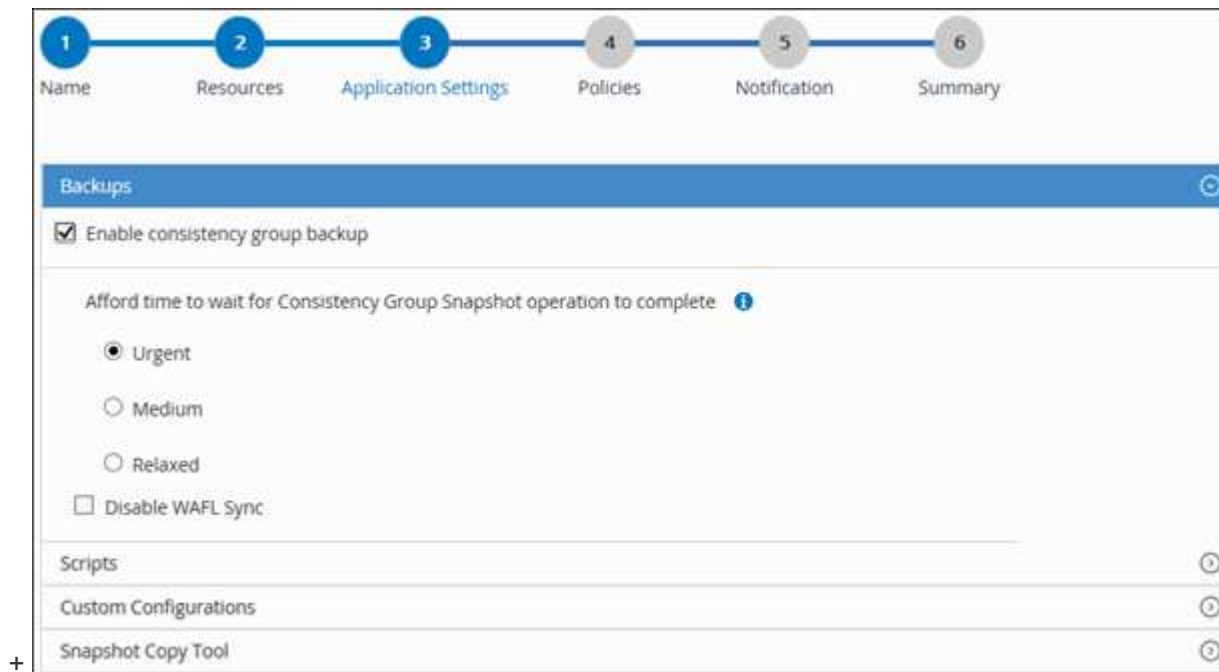 1 2 3 4 5 6
Name Resources Application Settings Policies Notification Summary
Backups
Enable consistency group backup
Afford time to wait for Consistency Group Snapshot operation to complete i
Urgent
Medium
Relaxed
Disable WAFL Sync
Scripts
Custom Configurations
Snapshot Copy Tool
+